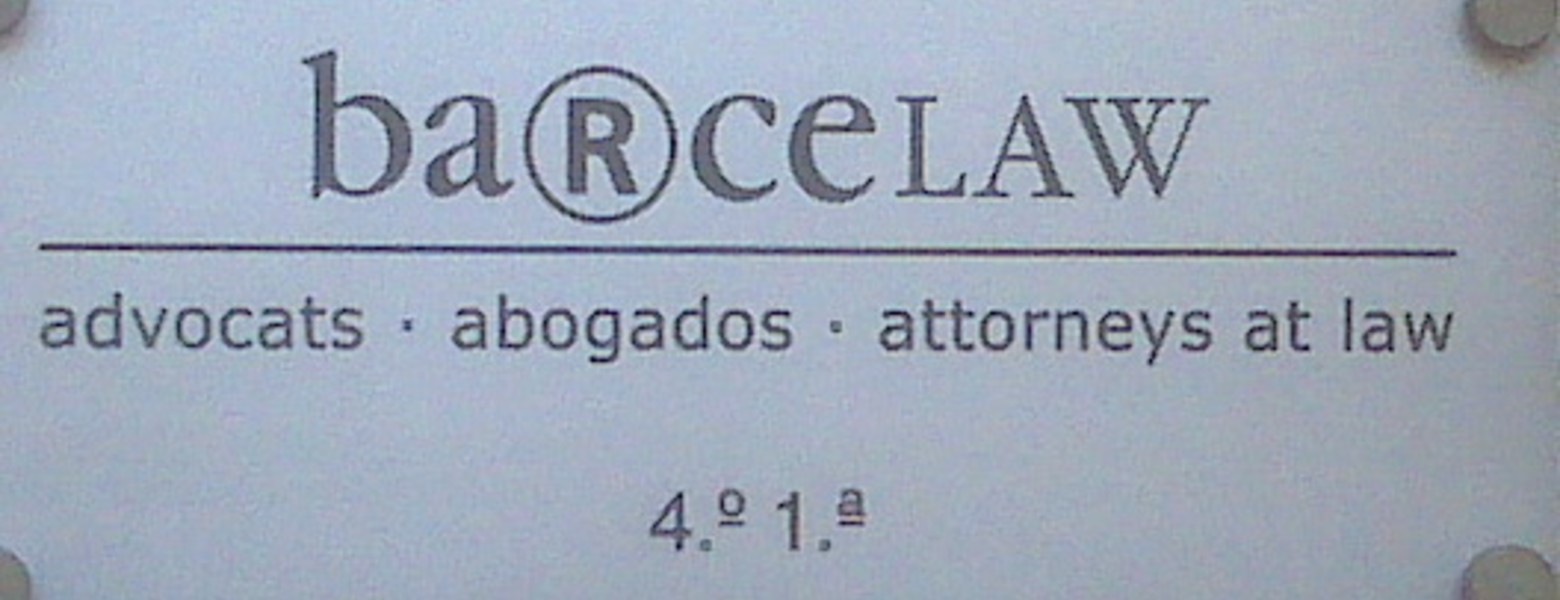 ba®ceLAW
advocats · abogados · attorneys at law
4.º 1.ª